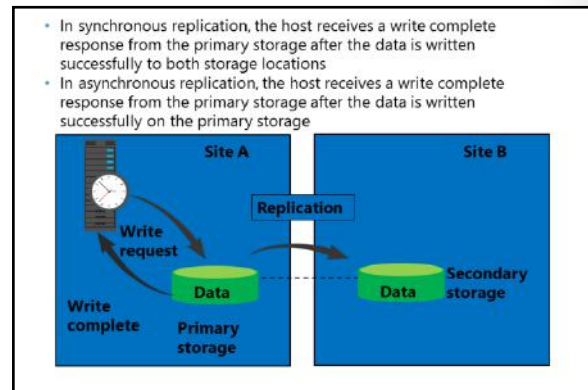 • In synchronous replication, the host receives a write complete
response from the primary storage after the data is written
successfully to both storage locations
• In asynchronous replication, the host receives a write complete
response from the primary storage after the data is written
successfully on the primary storage
Site A
Site B
Replication
Write
request
Data
Data
Secondary
storage
Write
complete
Primary
storage